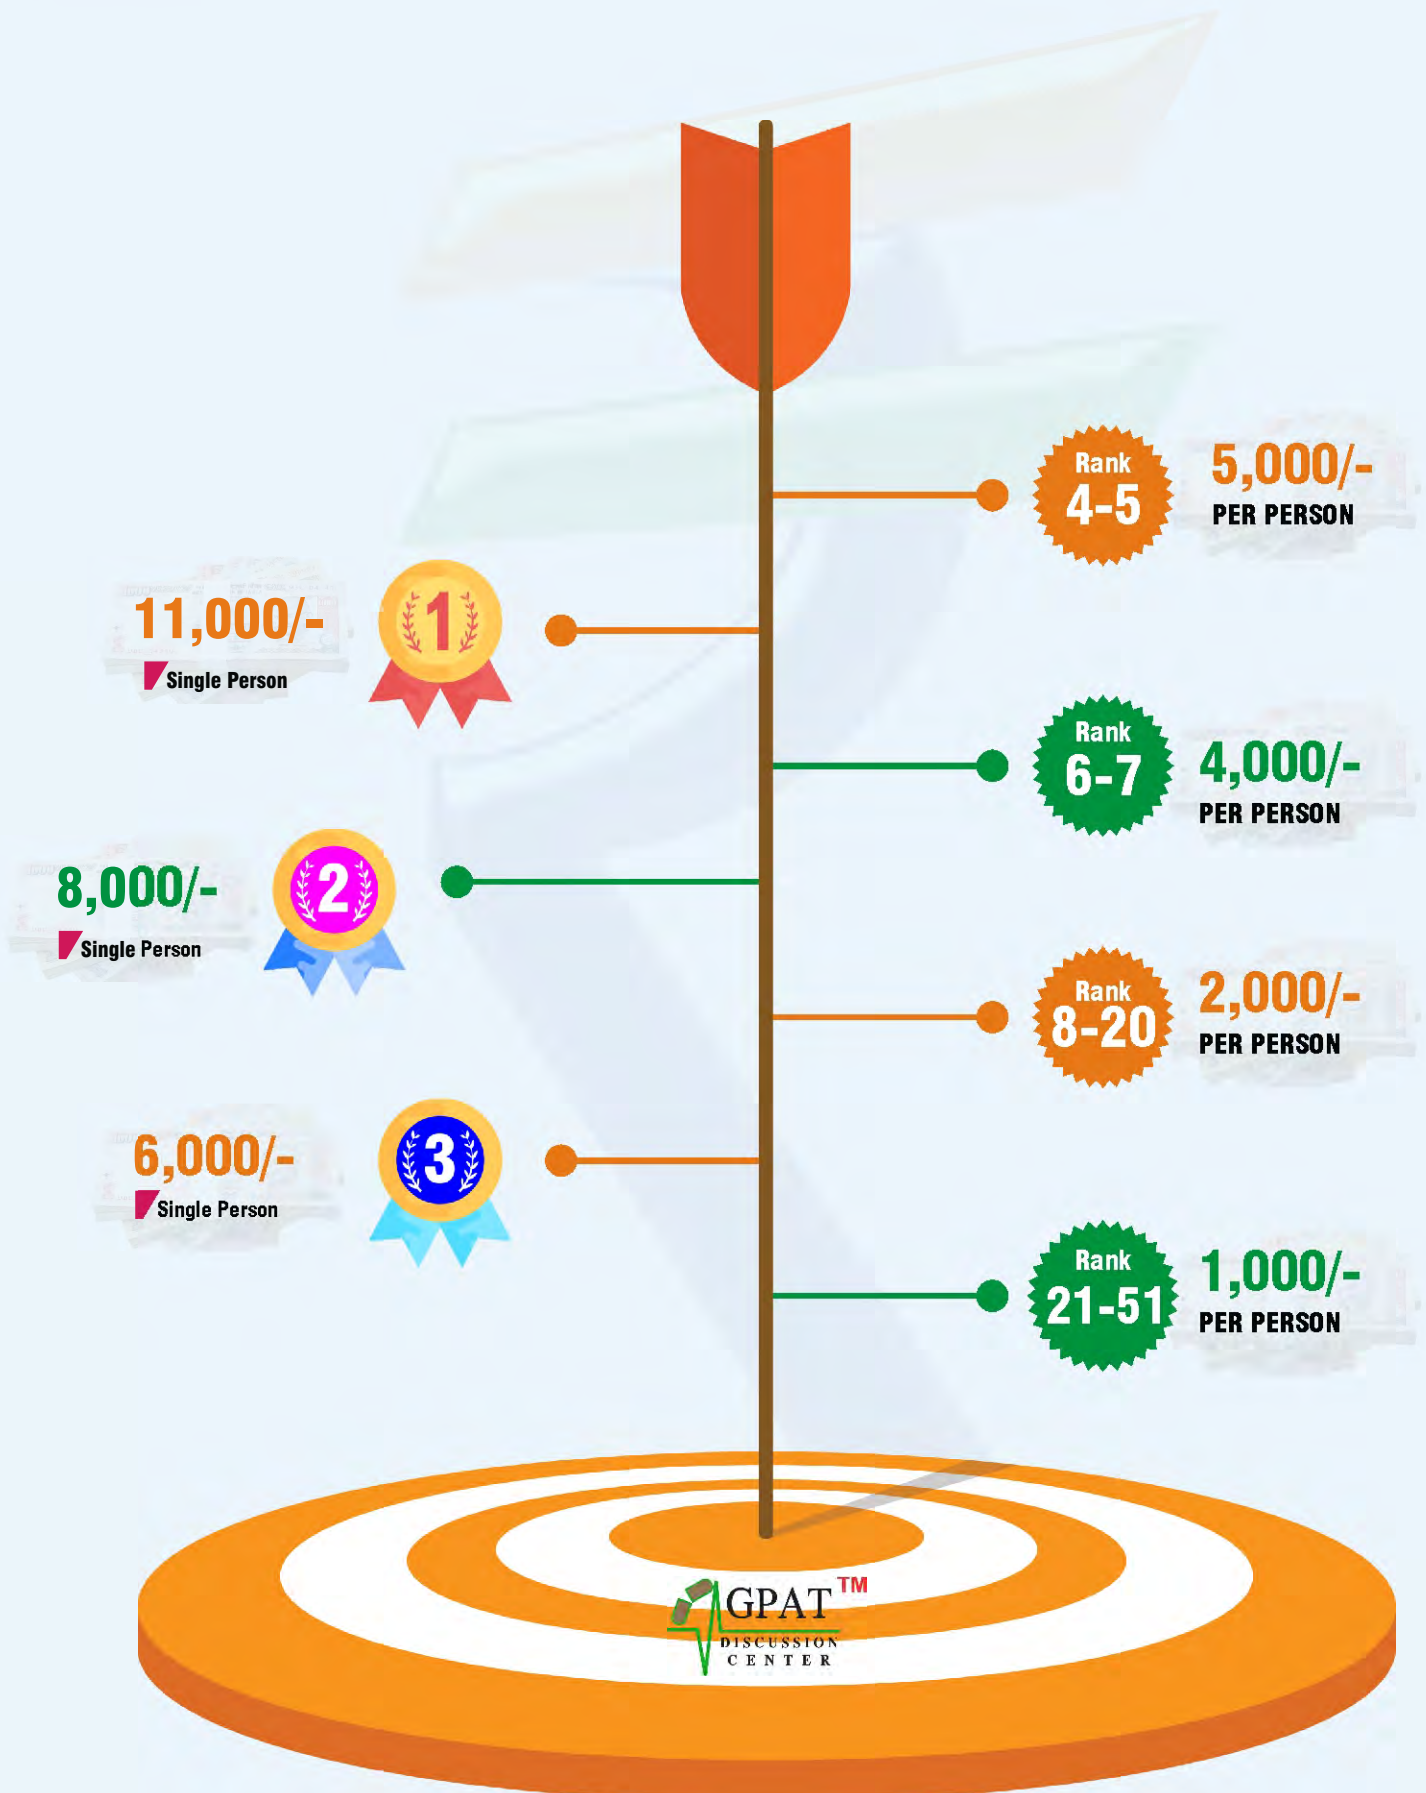 Rank
4-5
5,000/-
PER PERSON
11,000/-
Single Person
1
Rank
6-7
4,000/-
PER PERSON
8,000/-
Single Person
2
Rank
8-20
2,000/-
PER PERSON
6,000/-
Single Person
3
Rank
21-51
1,000/-
PER PERSON
GPAT TM
DISCUSSION
CENTER